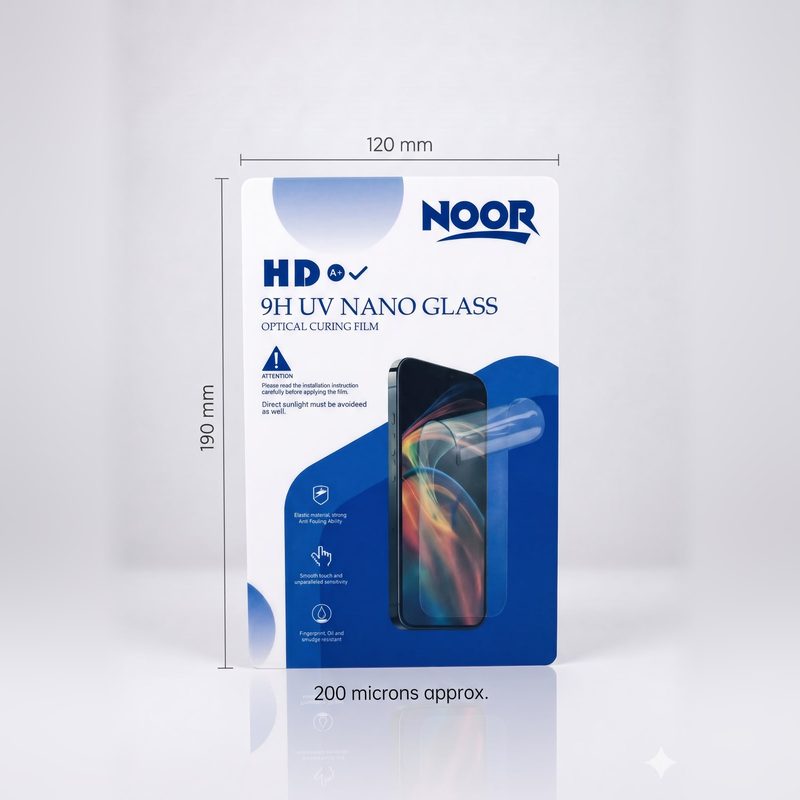 120 mm
190 mm
NOOR
HD A+
9H UV NANO GLASS
OPTICAL CURING FILM
ATTENTION
Please read the installation instruction
carefully before applying the film.
Direct sunlight must be avoideed
as well.
Elastic material, strong
Anti Fouling Ability
Smooth touch and
unparalleled sensitivity
Fingerprint, Oil and
smudge resistant
200 microns approx.